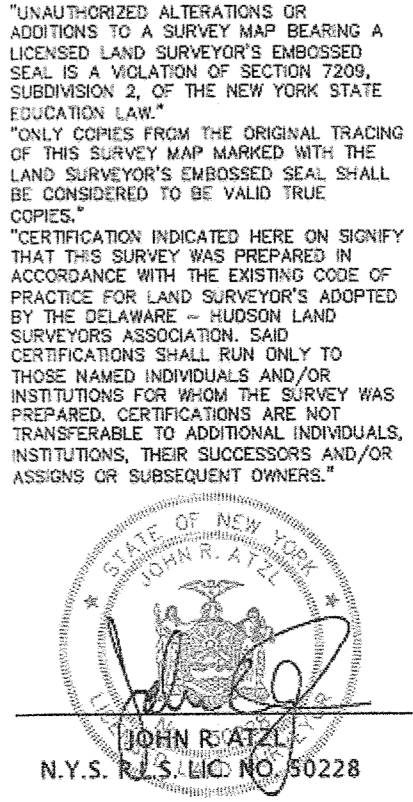 "UNAUTHORIZED ALTERATIONS OR
ADDITIONS TO A SURVEY MAP BEARING A
LICENSED LAND SURVEYOR'S EMBOSSED
SEAL IS A VIOLATION OF SECTION 7209,
SUBDIVISION 2, OF THE NEW YORK STATE
EDUCATION LAW."
"ONLY COPIES FROM THE ORIGINAL TRACING
OF THIS SURVEY MAP MARKED WITH THE
LAND SURVEYOR'S EMBOSSED SEAL SHALL
BE CONSIDERED TO BE VALID TRUE
COPIES."
"CERTIFICATION INDICATED HERE ON SIGNIFY
THAT THIS SURVEY WAS PREPARED IN
ACCORDANCE WITH THE EXISTING CODE OF
PRACTICE FOR LAND SURVEYOR'S ADOPTED
BY THE DELAWARE - HUDSON LAND
SURVEYORS ASSOCIATION. SAID
CERTIFICATIONS SHALL RUN ONLY TO
THOSE NAMED INDIVIDUALS AND/OR
INSTITUTIONS FOR WHOM THE SURVEY WAS
PREPARED. CERTIFICATIONS ARE NOT
TRANSFERABLE TO ADDITIONAL INDIVIDUALS,
INSTITUTIONS, THEIR SUCCESSORS AND/OR
ASSIGNS OR SUBSEQUENT OWNERS."
STATE OF NEW YORK
JOHN R. ATZL
JOHN R. ATZL
N.Y.S. R.L.S. LIC. NO. 50228